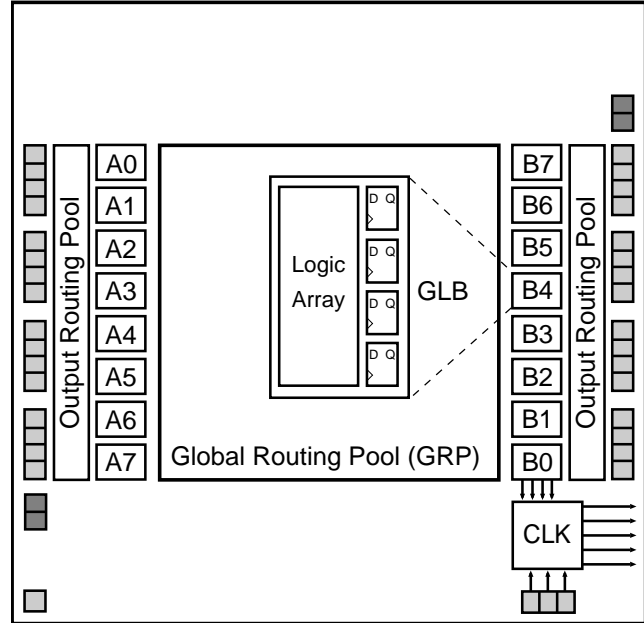 Output Routing Pool
A0
A1
A2
A3
A4
A5
A6
A7
Logic
Array
D Q
D Q
D Q
D Q
GLB
Global Routing Pool (GRP)
B7
B6
B5
B4
B3
B2
B1
B0
Output Routing Pool
CLK